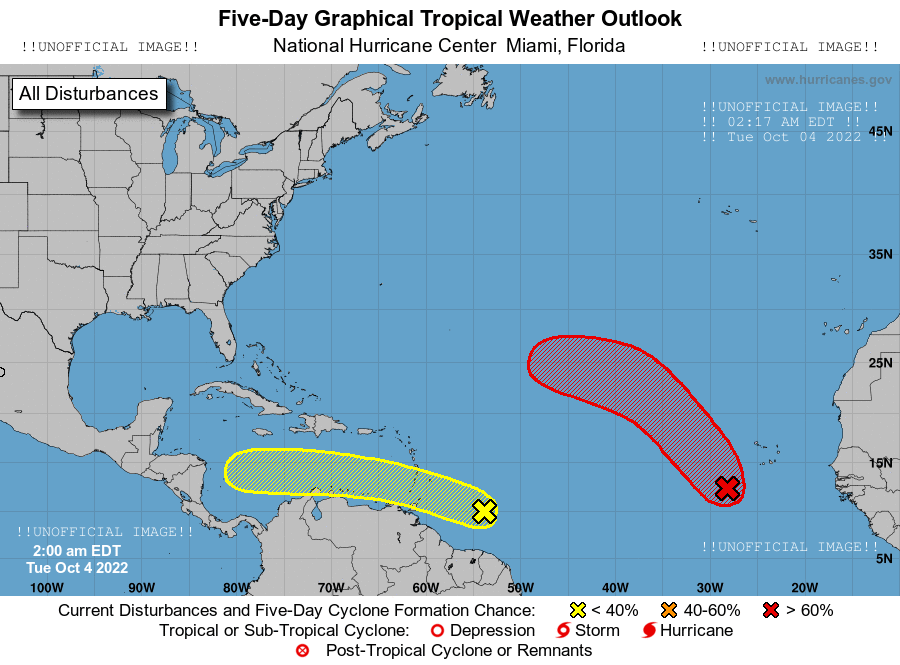 Five-Day Graphical Tropical Weather Outlook
!!UNOFFICIAL IMAGE!! National Hurricane Center  Miami, Florida !!UNOFFICIAL IMAGE!!
All Disturbances
www.hurricanes.gov
!!UNOFFICIAL IMAGE!!
!! 02:17 AM EDT !!
!! Tue Oct 04 2022 !!
45N
35N
25N
15N
!!UNOFFICIAL IMAGE!!
2:00 am EDT
Tue Oct 4 2022
!!UNOFFICIAL IMAGE!!
5N
100W 90W 80W 70W 60W 50W 40W 30W 20W
Current Disturbances and Five-Day Cyclone Formation Chance: < 40% 40-60% > 60%
Tropical or Sub-Tropical Cyclone: Depression Storm Hurricane
Post-Tropical Cyclone or Remnants